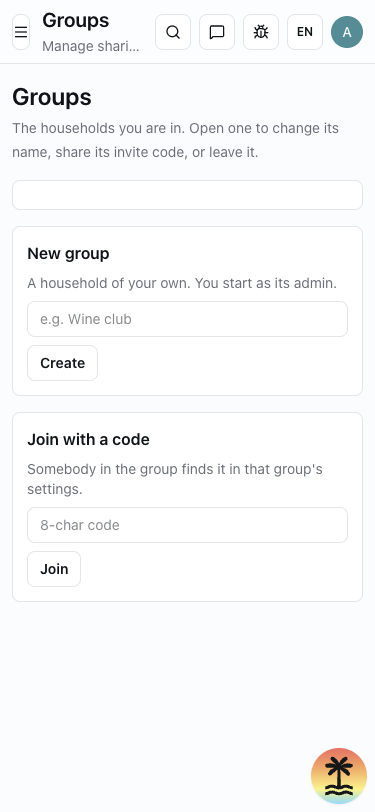 Groups
Manage shari...
EN
A
Groups
The households you are in. Open one to change its
name, share its invite code, or leave it.
New group
A household of your own. You start as its admin.
e.g. Wine club
Create
Join with a code
Somebody in the group finds it in that group's
settings.
8-char code
Join